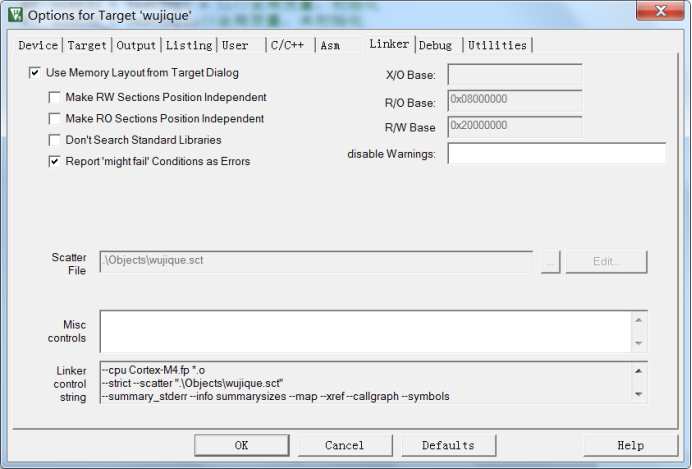 Options for Target 'wujique'
Device Target Output Listing User C/C++ Asm Linker Debug Utilities
Use Memory Layout from Target Dialog
Make RW Sections Position Independent
Make RO Sections Position Independent
Don't Search Standard Libraries
Report 'might fail' Conditions as Errors
X/O Base:
R/O Base: 0x08000000
R/W Base 0x20000000
disable Warnings:
Scatter
File
.\Objects\wujique.sct
... Edit...
Misc
controls
Linker
control
string
--cpu Cortex-M4.fp *.o
--strict --scatter ".\Objects\wujique.sct"
--summary_stderr --info summarysizes --map --xref --callgraph --symbols
OK Cancel Defaults Help